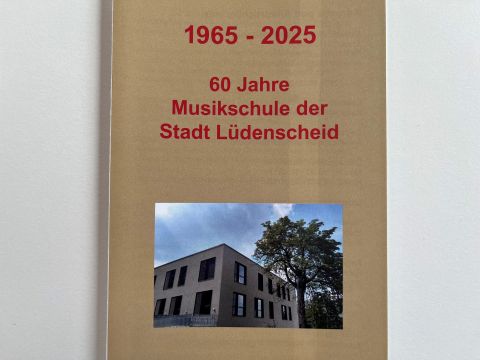 1965 - 2025
60 Jahre
Musikschule der
Stadt Lüdenscheid